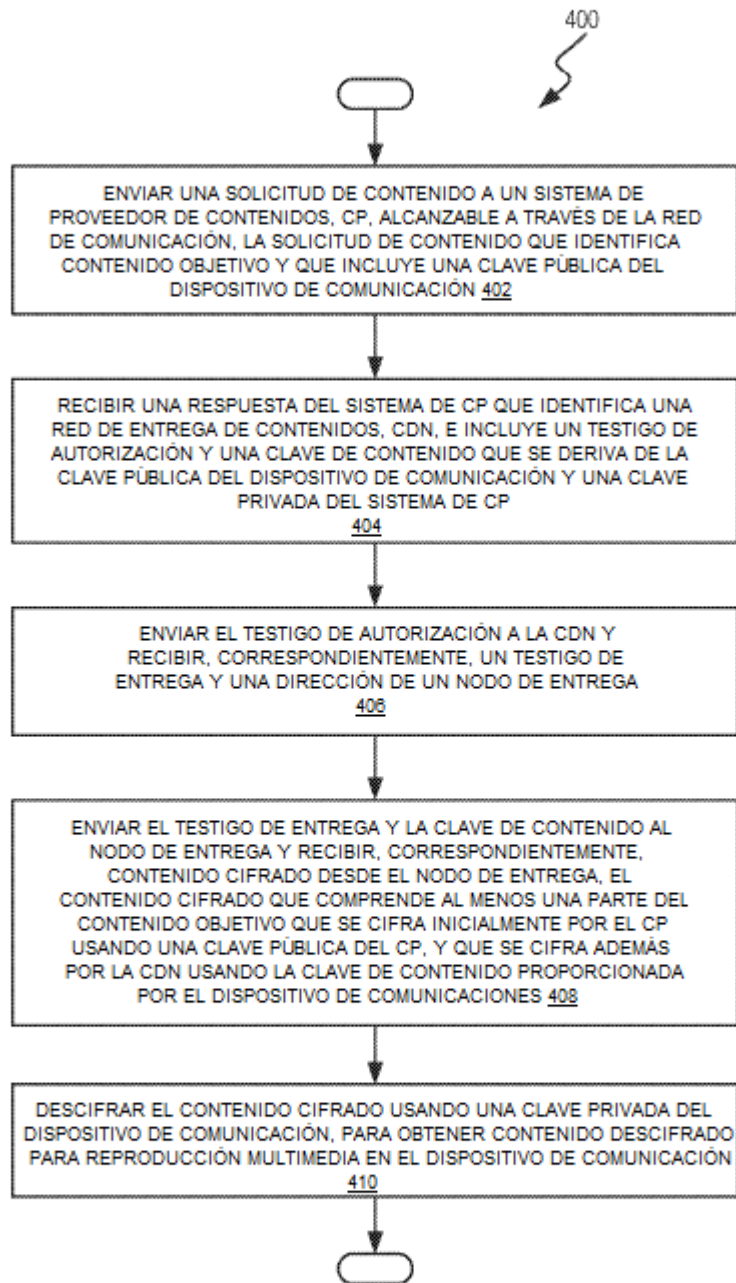 400
ENVIAR UNA SOLICITUD DE CONTENIDO A UN SISTEMA DE
PROVEEDOR DE CONTENIDOS, CP, ALCANZABLE A TRAVÉS DE LA RED
DE COMUNICACIÓN, LA SOLICITUD DE CONTENIDO QUE IDENTIFICA
CONTENIDO OBJETIVO Y QUE INCLUYE UNA CLAVE PÚBLICA DEL
DISPOSITIVO DE COMUNICACIÓN 402
RECIBIR UNA RESPUESTA DEL SISTEMA DE CP QUE IDENTIFICA UNA
RED DE ENTREGA DE CONTENIDOS, CDN, E INCLUYE UN TESTIGO DE
AUTORIZACIÓN Y UNA CLAVE DE CONTENIDO QUE SE DERIVA DE LA
CLAVE PÚBLICA DEL DISPOSITIVO DE COMUNICACIÓN Y UNA CLAVE
PRIVADA DEL SISTEMA DE CP
404
ENVIAR EL TESTIGO DE AUTORIZACIÓN A LA CDN Y
RECIBIR, CORRESPONDIENTEMENTE, UN TESTIGO DE
ENTREGA Y UNA DIRECCIÓN DE UN NODO DE ENTREGA
406
ENVIAR EL TESTIGO DE ENTREGA Y LA CLAVE DE CONTENIDO AL
NODO DE ENTREGA Y RECIBIR, CORRESPONDIENTEMENTE,
CONTENIDO CIFRADO DESDE EL NODO DE ENTREGA, EL
CONTENIDO CIFRADO QUE COMPRENDE AL MENOS UNA PARTE DEL
CONTENIDO OBJETIVO QUE SE CIFRA INICIALMENTE POR EL CP
USANDO UNA CLAVE PÚBLICA DEL CP, Y QUE SE CIFRA ADEMÁS
POR LA CDN USANDO LA CLAVE DE CONTENIDO PROPORCIONADA
POR EL DISPOSITIVO DE COMUNICACIONES 408
DESCIFRAR EL CONTENIDO CIFRADO USANDO UNA CLAVE PRIVADA DEL
DISPOSITIVO DE COMUNICACIÓN, PARA OBTENER CONTENIDO DESCIFRADO
PARA REPRODUCCIÓN MULTIMEDIA EN EL DISPOSITIVO DE COMUNICACIÓN
410